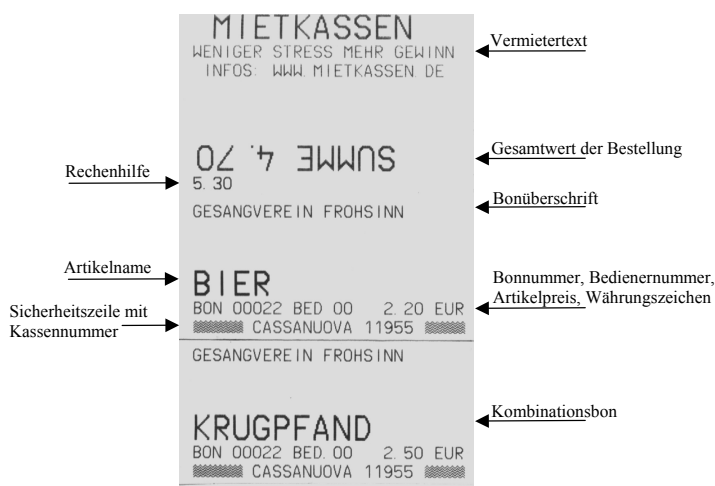 MIETKASSEN
WENIGER STRESS MEHR GEWINN
INFOS: WWW.MIETKASSEN.DE
Vermietertext
SUMME 4.70
Gesamtwert der Bestellung
Rechenhilfe
5.30
GESANGVEREIN FROHSINN
Bonüberschrift
Artikelname
BIER
BON 00022 BED 00 2.20 EUR
Bonnummer, Bedienernummer,
Artikelpreis, Währungszeichen
Sicherheitszeile mit
Kassennummer
CASSANUOVA 11955
GESANGVEREIN FROHSINN
KRUGPFAND
Kombinationsbon
BON 00022 BED.00 2.50 EUR
CASSANUOVA 11955